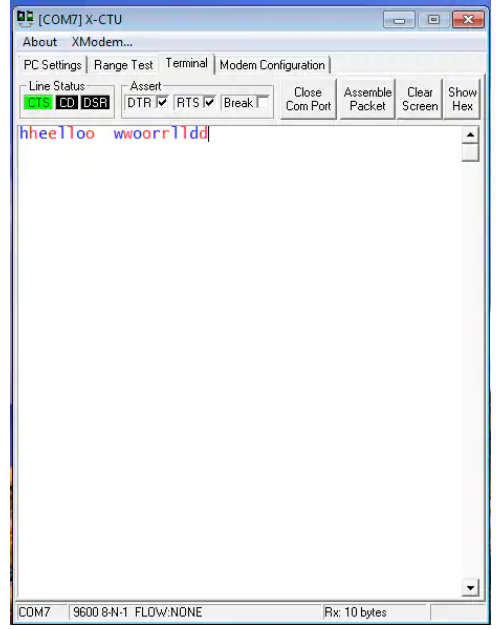 [COM7] X-CTU
About XModem...
PC Settings Range Test Terminal Modem Configuration
Line Status Assert
CTS CD DSR DTR RTS Break Close Com Port Assemble Packet Clear Screen Show Hex
hheelloo  wwoorrlldd
COM7 9600 8-N-1 FLOW:NONE Rx: 10 bytes